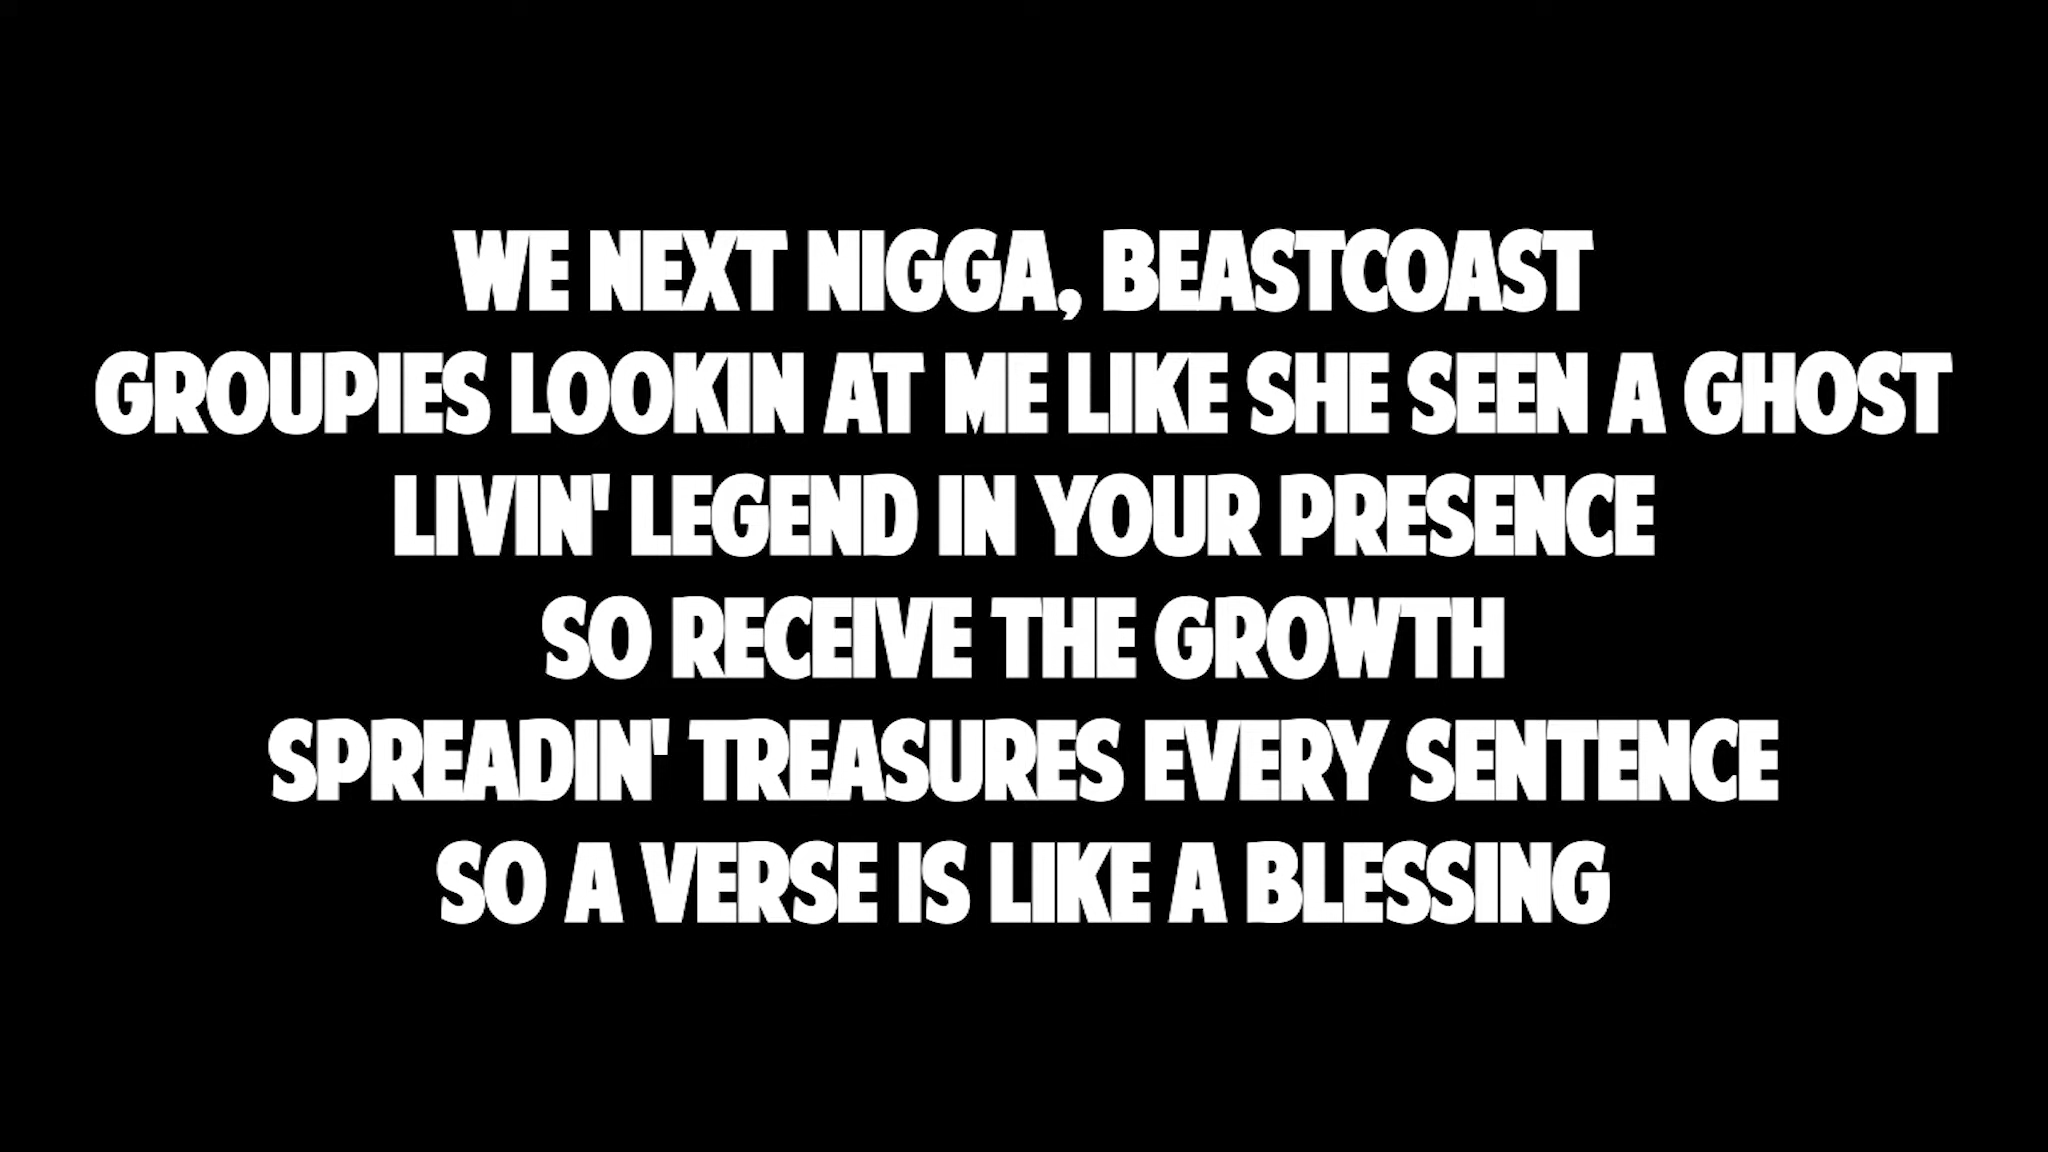 WE NEXT NIGGA, BEASTCOAST
GROUPIES LOOKIN AT ME LIKE SHE SEEN A GHOST
LIVIN' LEGEND IN YOUR PRESENCE
SO RECEIVE THE GROWTH
SPREADIN' TREASURES EVERY SENTENCE
SO A VERSE IS LIKE A BLESSING